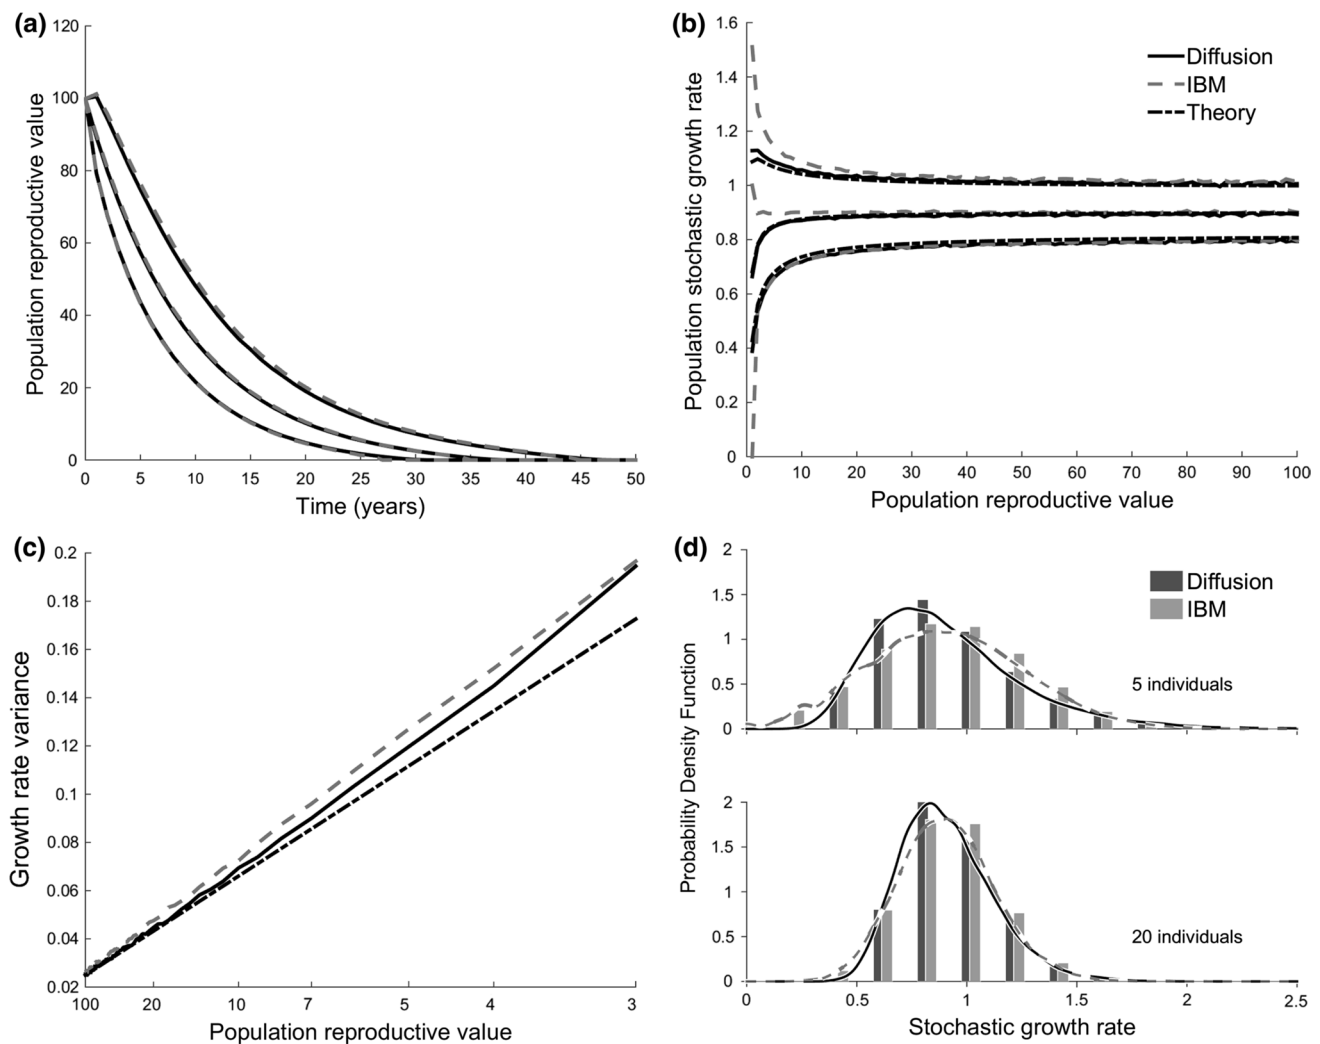 (a)
120
100
80
60
40
20
0
Population reproductive value
0 5 10 15 20 25 30 35 40 45 50
Time (years)
(b)
1.6
1.4
1.2
1
0.8
0.6
0.4
0.2
0
Population stochastic growth rate
Diffusion
IBM
Theory
0 10 20 30 40 50 60 70 80 90 100
Population reproductive value
(c)
0.2
0.18
0.16
0.14
0.12
0.1
0.08
0.06
0.04
0.02
Growth rate variance
100 20 10 7 5 4 3
Population reproductive value
(d)
2
1.5
1
0.5
0
Diffusion
IBM
5 individuals
Probability Density Function
2
1.5
1
0.5
0
20 individuals
0 0.5 1 1.5 2 2.5
Stochastic growth rate